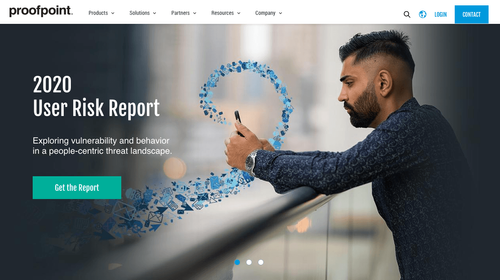 proofpoint.
Products
Solutions
Partners
Resources
Company
LOGIN
CONTACT
2020
User Risk Report
Exploring vulnerability and behavior
in a people-centric threat landscape.
Get the Report